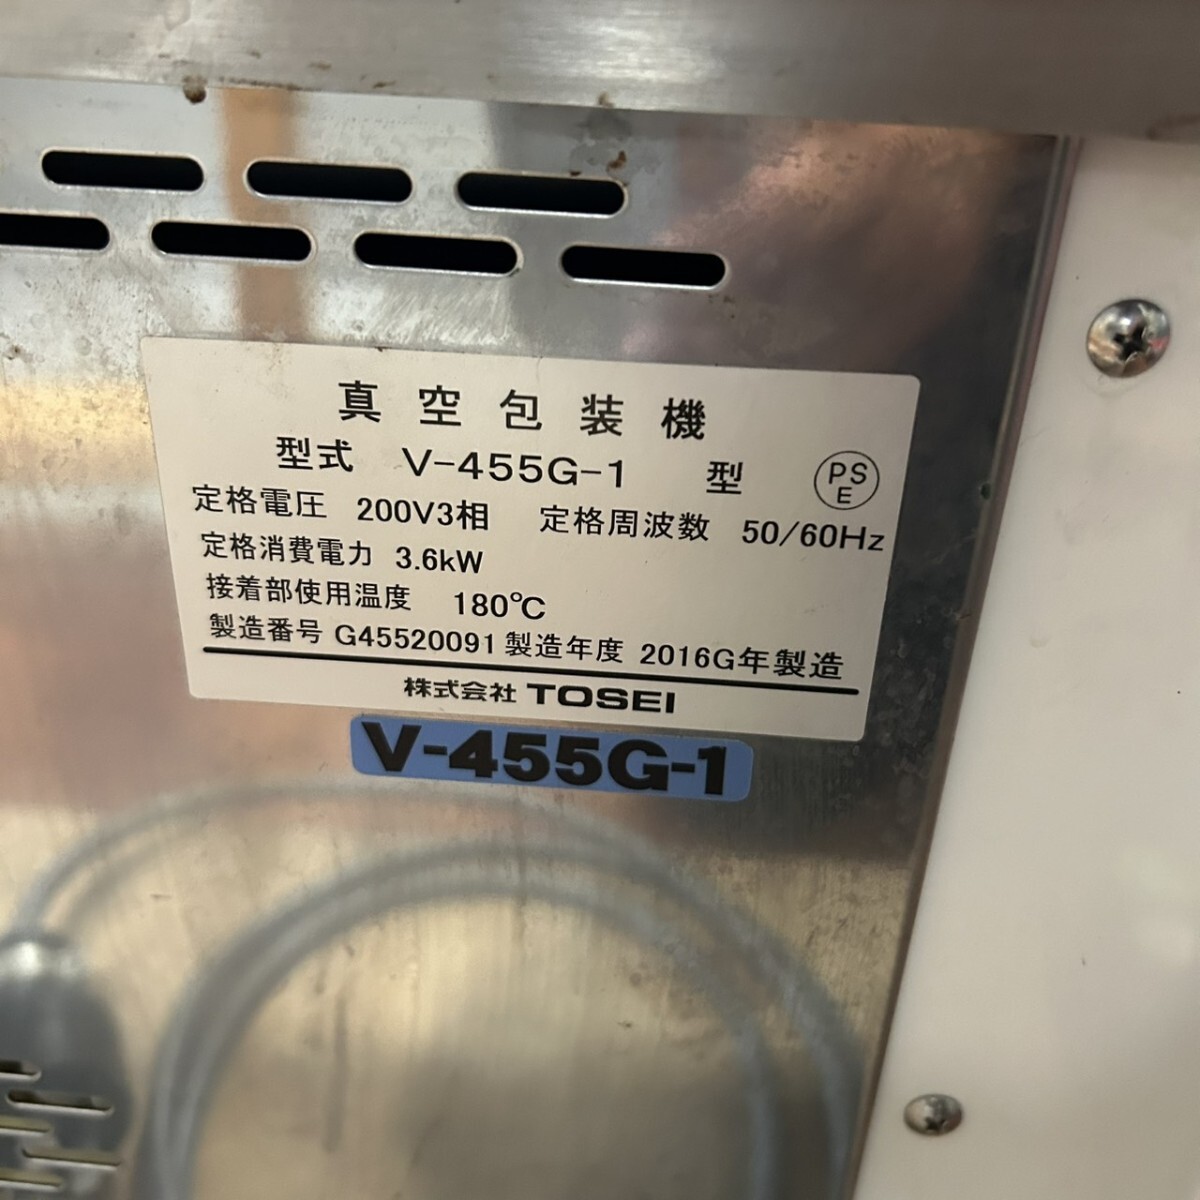 真空包装機
型式 V-455G-1 型 PSE
定格電圧 200V3相 定格周波数 50/60Hz
定格消費電力 3.6kW
接着部使用温度 180℃
製造番号 G45520091 製造年度 2016G年製造
株式会社 TOSEI
V-455G-1